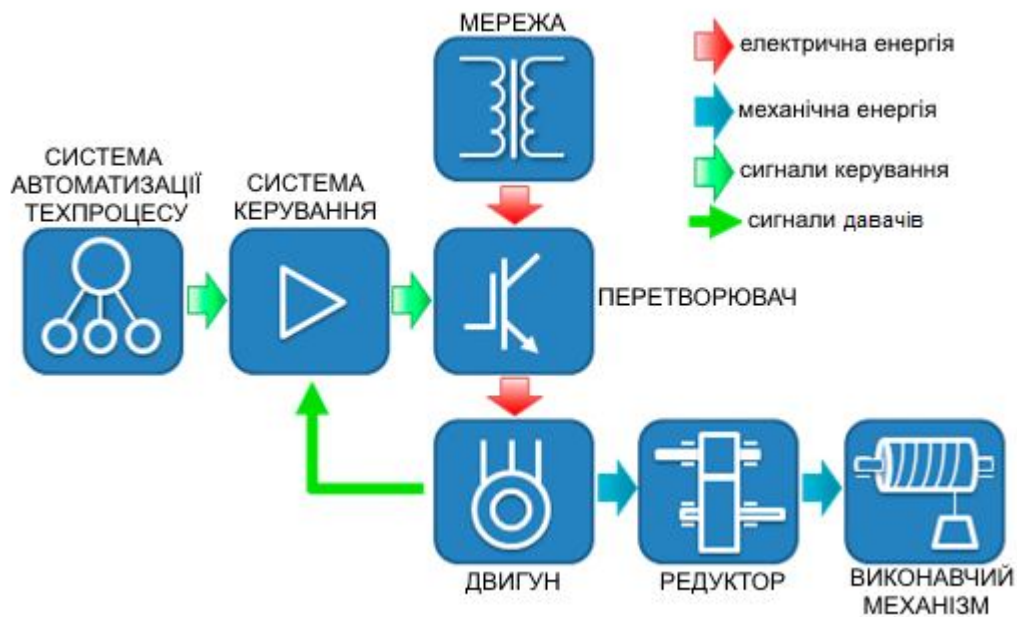 МЕРЕЖА
електрична енергія
механічна енергія
сигнали керування
сигнали давачів
СИСТЕМА
АВТОМАТИЗАЦІЇ
ТЕХПРОЦЕСУ
СИСТЕМА
КЕРУВАННЯ
ПЕРЕТВОРЮВАЧ
ДВИГУН
РЕДУКТОР
ВИКОНАВЧИЙ
МЕХАНІЗМ